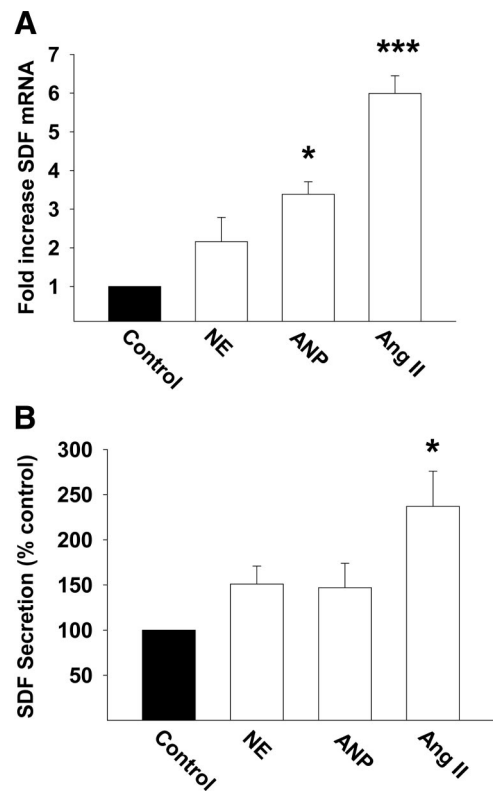 A
Fold increase SDF mRNA
7
6
5
4
3
2
1
*
***
Control
NE
ANP
Ang II
B
SDF Secretion (% control)
300
250
200
150
100
50
*
Control
NE
ANP
Ang II